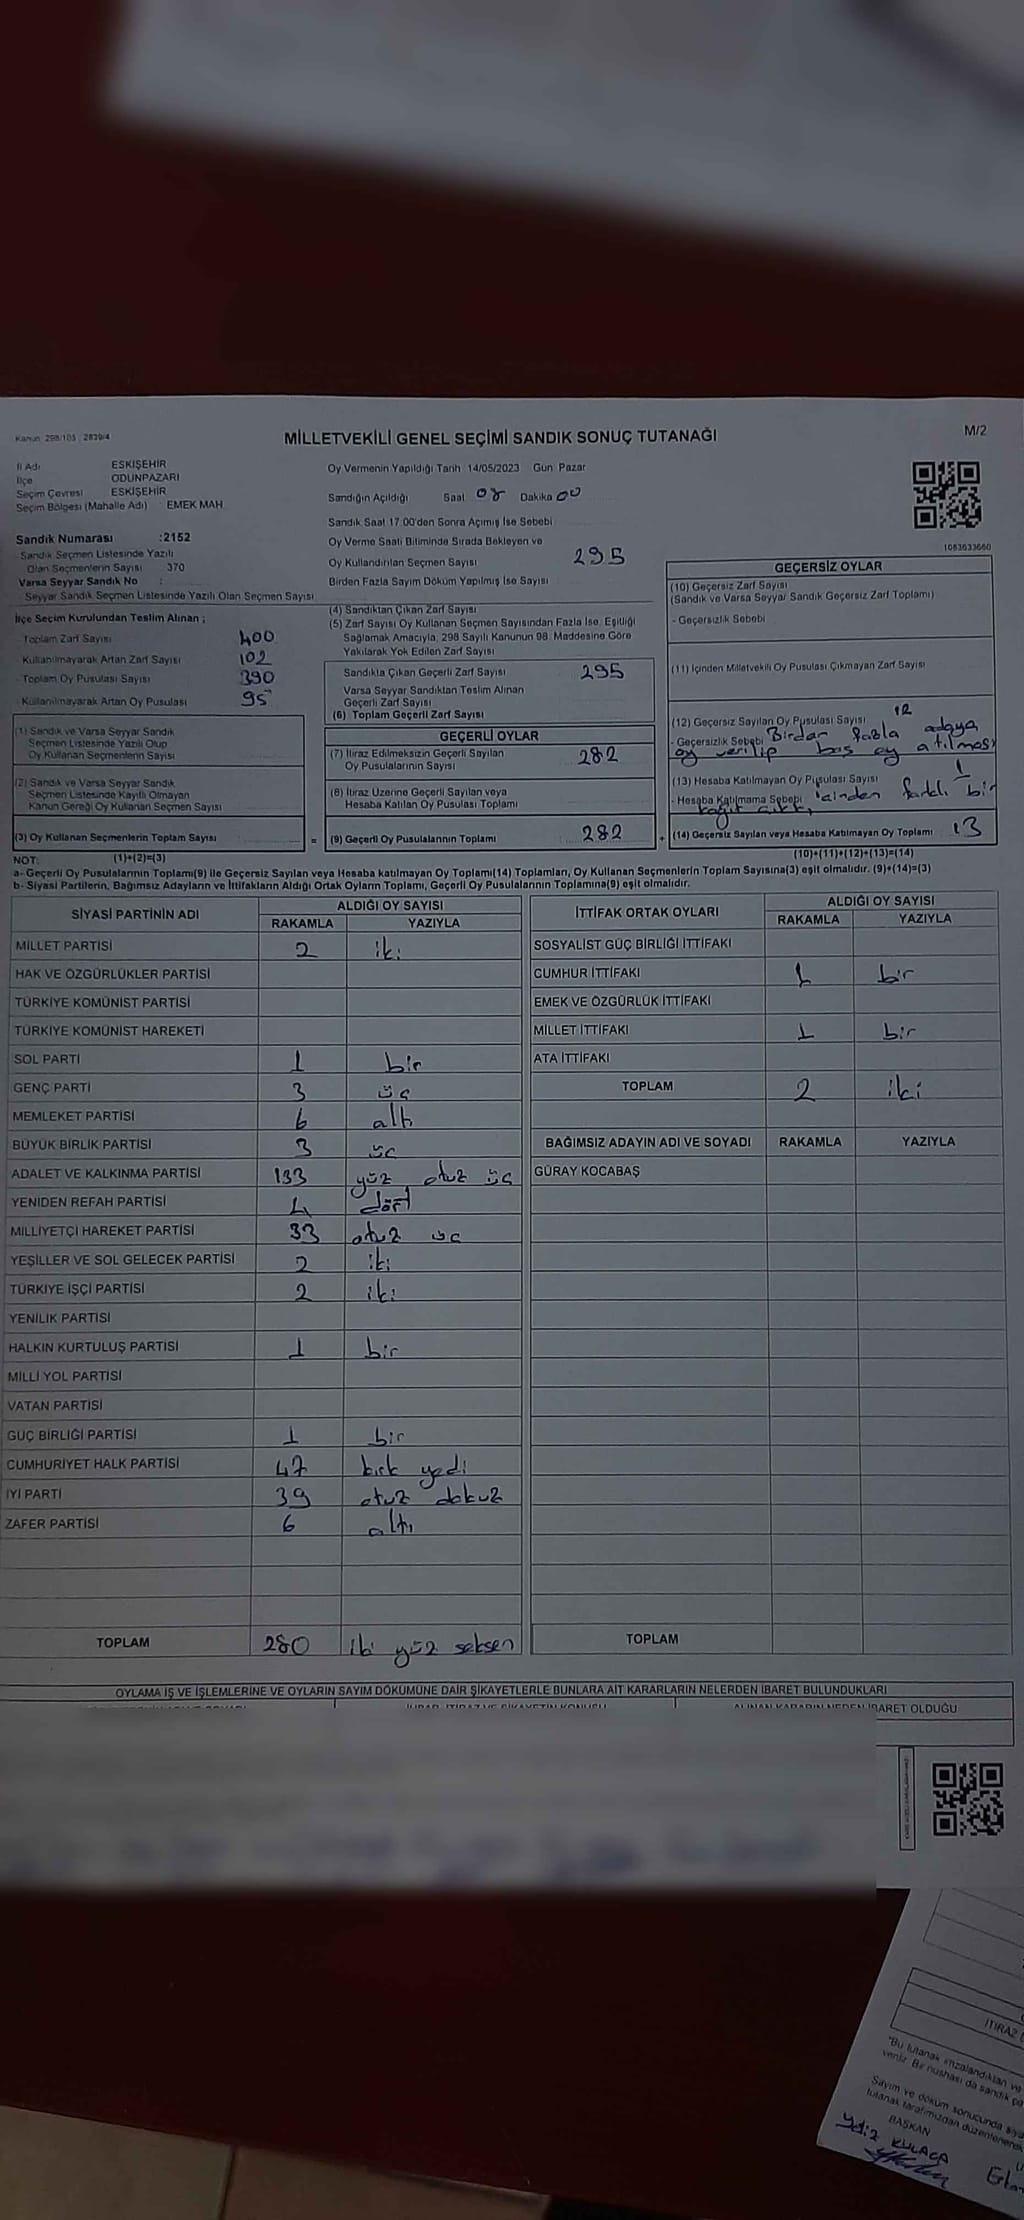 Kanun 298/105 : 2839/4
MİLLETVEKİLİ GENEL SEÇİMİ SANDIK SONUÇ TUTANAĞI
M/2
İl Adı ESKİŞEHİR
İlçe ODUNPAZARI
Seçim Çevresi ESKİŞEHİR
Seçim Bölgesi (Mahalle Adı) EMEK MAH
Sandık Numarası :2152
Sandık Seçmen Listesinde Yazılı
Olan Seçmenlerin Sayısı 370
Varsa Seyyar Sandık No :
Seyyar Sandık Seçmen Listesinde Yazılı Olan Seçmen Sayısı
İlçe Seçim Kurulundan Teslim Alınan ;
- Toplam Zarf Sayısı 400
- Kullanılmayarak Artan Zarf Sayısı 102
- Toplam Oy Pusulası Sayısı 390
- Kullanılmayarak Artan Oy Pusulası 95
(1) Sandık ve Varsa Seyyar Sandık
Seçmen Listesinde Yazılı Olup
Oy Kullanan Seçmenlerin Sayısı
(2) Sandık ve Varsa Seyyar Sandık
Seçmen Listesinde Kayıtlı Olmayan
Kanun Gereği Oy Kullanan Seçmen Sayısı
(3) Oy Kullanan Seçmenlerin Toplam Sayısı =
Oy Vermenin Yapıldığı Tarih 14/05/2023 Gün Pazar
Sandığın Açıldığı Saat 08 Dakika 00
Sandık Saat 17.00'den Sonra Açımış İse Sebebi
Oy Verme Saati Bitiminde Sırada Bekleyen ve
Oy Kullandırılan Seçmen Sayısı 295
Birden Fazla Sayım Döküm Yapılmış İse Sayısı
(4) Sandıktan Çıkan Zarf Sayısı
(5) Zarf Sayısı Oy Kullanan Seçmen Sayısından Fazla İse, Eşitliği
Sağlamak Amacıyla, 298 Sayılı Kanunun 98. Maddesine Göre
Yakılarak Yok Edilen Zarf Sayısı
Sandıkla Çıkan Geçerli Zarf Sayısı 295
Varsa Seyyar Sandıktan Teslim Alınan
Geçerli Zarf Sayısı
(6) Toplam Geçerli Zarf Sayısı
GEÇERLİ OYLAR
(7) İtiraz Edilmeksizin Geçerli Sayılan
Oy Pusulalarının Sayısı 282
(8) İtiraz Üzerine Geçerli Sayılan veya
Hesaba Katılan Oy Pusulası Toplamı
(9) Geçerli Oy Pusulalarının Toplamı 282 +
1083633660
GEÇERSİZ OYLAR
(10) Geçersiz Zarf Sayısı
(Sandık ve Varsa Seyyar Sandık Geçersiz Zarf Toplamı)
- Geçersizlik Sebebi
(11) İçinden Milletvekili Oy Pusulası Çıkmayan Zarf Sayısı
(12) Geçersiz Sayılan Oy Pusulası Sayısı 12
- Geçersizlik Sebebi Birden fazla adaya
oy verilip boş oy atılması
(13) Hesaba Katılmayan Oy Pusulası Sayısı 1
- Hesaba Katılmama Sebebi içinden farklı bir
kağıt çıktı
(14) Geçersiz Sayılan veya Hesaba Katılmayan Oy Toplamı 13
(10)+(11)+(12)+(13)=(14)
NOT: (1)+(2)=(3)
a- Geçerli Oy Pusulalarının Toplamı(9) ile Geçersiz Sayılan veya Hesaba katılmayan Oy Toplamı(14) Toplamları, Oy Kullanan Seçmenlerin Toplam Sayısına(3) eşit olmalıdır. (9)+(14)=(3)
b- Siyasi Partilerin, Bağımsız Adayların ve İttifakların Aldığı Ortak Oyların Toplamı, Geçerli Oy Pusulalarının Toplamına(9) eşit olmalıdır.
SİYASİ PARTİNİN ADI ALDIĞI OY SAYISI
RAKAMLA YAZIYLA
MİLLET PARTİSİ 2 iki
HAK VE ÖZGÜRLÜKLER PARTİSİ
TÜRKİYE KOMÜNİST PARTİSİ
TÜRKİYE KOMÜNİST HAREKETİ
SOL PARTİ 1 bir
GENÇ PARTİ 3 üç
MEMLEKET PARTİSİ 6 altı
BÜYÜK BİRLİK PARTİSİ 3 üç
ADALET VE KALKINMA PARTİSİ 133 yüz otuz üç
YENİDEN REFAH PARTİSİ 4 dört
MİLLİYETÇİ HAREKET PARTİSİ 33 otuz üç
YEŞİLLER VE SOL GELECEK PARTİSİ 2 iki
TÜRKİYE İŞÇİ PARTİSİ 2 iki
YENİLİK PARTİSİ
HALKIN KURTULUŞ PARTİSİ 1 bir
MİLLİ YOL PARTİSİ
VATAN PARTİSİ
GÜÇ BİRLİĞİ PARTİSİ 1 bir
CUMHURİYET HALK PARTİSİ 47 kırk yedi
İYİ PARTİ 39 otuz dokuz
ZAFER PARTİSİ 6 altı
TOPLAM 280 iki yüz seksen
İTTİFAK ORTAK OYLARI ALDIĞI OY SAYISI
RAKAMLA YAZIYLA
SOSYALİST GÜÇ BİRLİĞİ İTTİFAKI
CUMHUR İTTİFAKI 1 bir
EMEK VE ÖZGÜRLÜK İTTİFAKI
MİLLET İTTİFAKI 1 bir
ATA İTTİFAKI
TOPLAM 2 iki
BAĞIMSIZ ADAYIN ADI VE SOYADI RAKAMLA YAZIYLA
GÜRAY KOCABAŞ
TOPLAM
OYLAMA İŞ VE İŞLEMLERİNE VE OYLARIN SAYIM DÖKÜMÜNE DAİR ŞİKAYETLERLE BUNLARA AİT KARARLARIN NELERDEN İBARET BULUNDUKLARI
ALINAN KARARIN NEDEN İBARET OLDUĞU
İTİRAZ
"Bu tutanak imzalandıktan ve
verilir. Bir nüshası da sandık
Sayım ve döküm sonucunda
tutanak tarafımızdan düzenlenerek
BAŞKAN